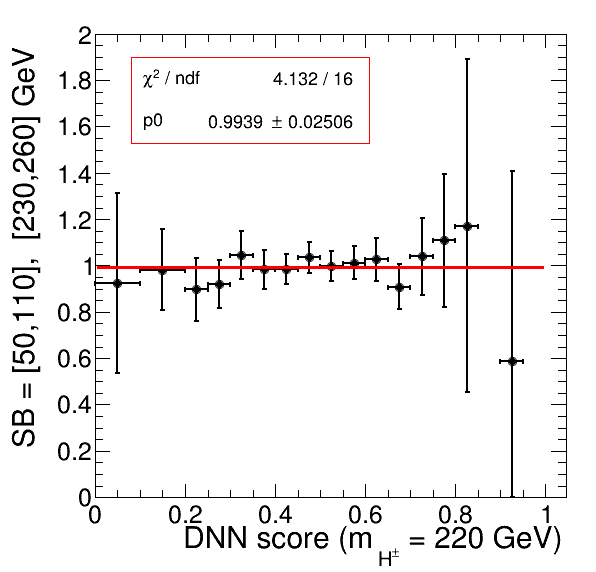 SB = [50,110], [230,260] GeV
2
1.8
1.6
1.4
1.2
1
0.8
0.6
0.4
0.2
0
χ² / ndf 4.132 / 16
p0 0.9939 ± 0.02506
0 0.2 0.4 0.6 0.8 1
DNN score (m_H± = 220 GeV)